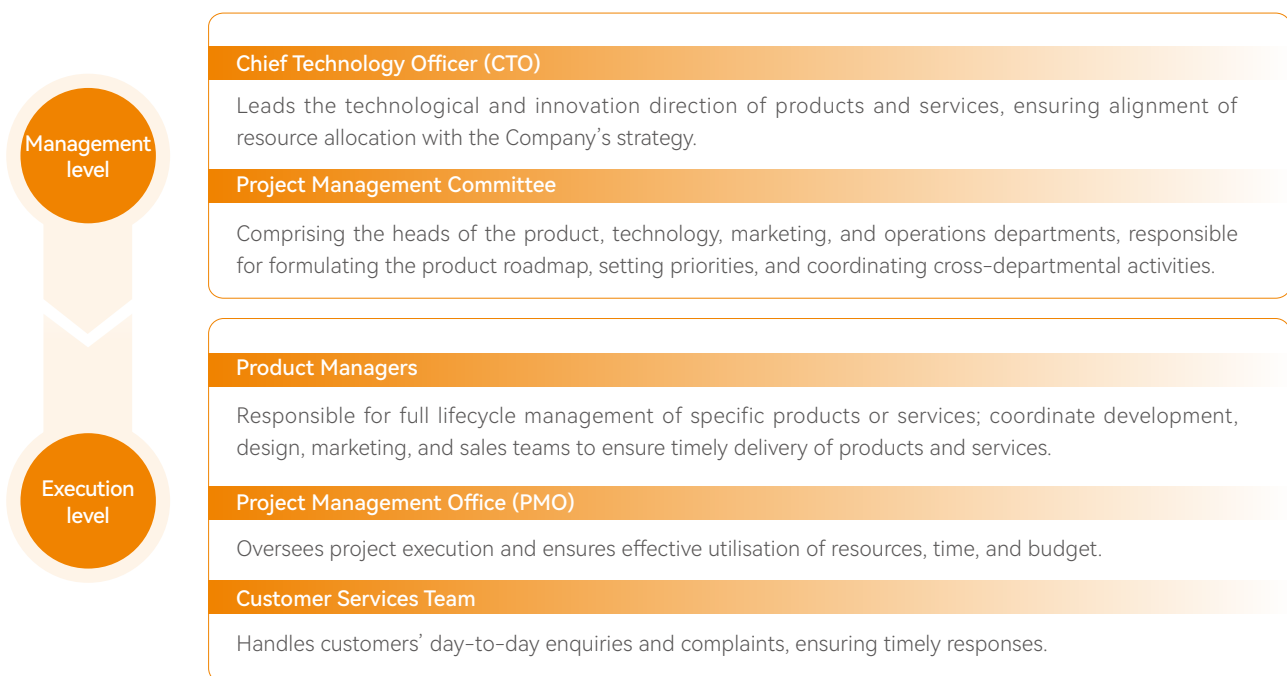 Management
level
Chief Technology Officer (CTO)
Leads the technological and innovation direction of products and services, ensuring alignment of
resource allocation with the Company’s strategy.
Project Management Committee
Comprising the heads of the product, technology, marketing, and operations departments, responsible
for formulating the product roadmap, setting priorities, and coordinating cross-departmental activities.
Execution
level
Product Managers
Responsible for full lifecycle management of specific products or services; coordinate development,
design, marketing, and sales teams to ensure timely delivery of products and services.
Project Management Office (PMO)
Oversees project execution and ensures effective utilisation of resources, time, and budget.
Customer Services Team
Handles customers’ day-to-day enquiries and complaints, ensuring timely responses.